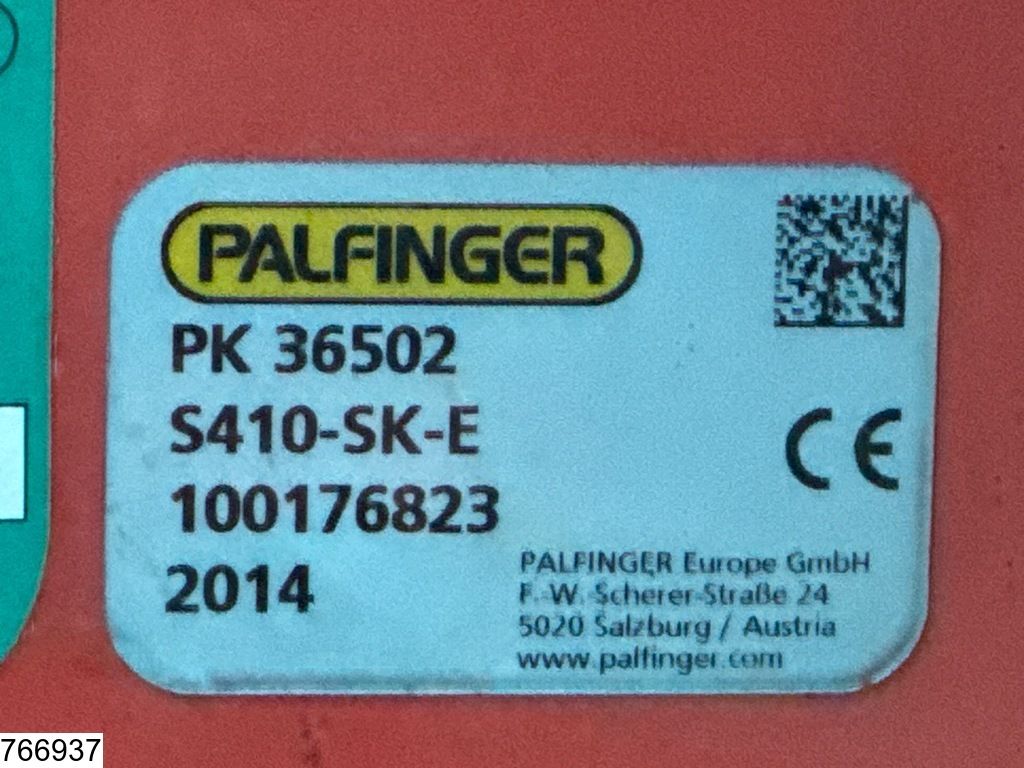 PALFINGER
PK 36502
S410-SK-E
100176823
2014
CE
PALFINGER Europe GmbH
F.-W. Scherer-Straße 24
5020 Salzburg / Austria
www.palfinger.com
766937